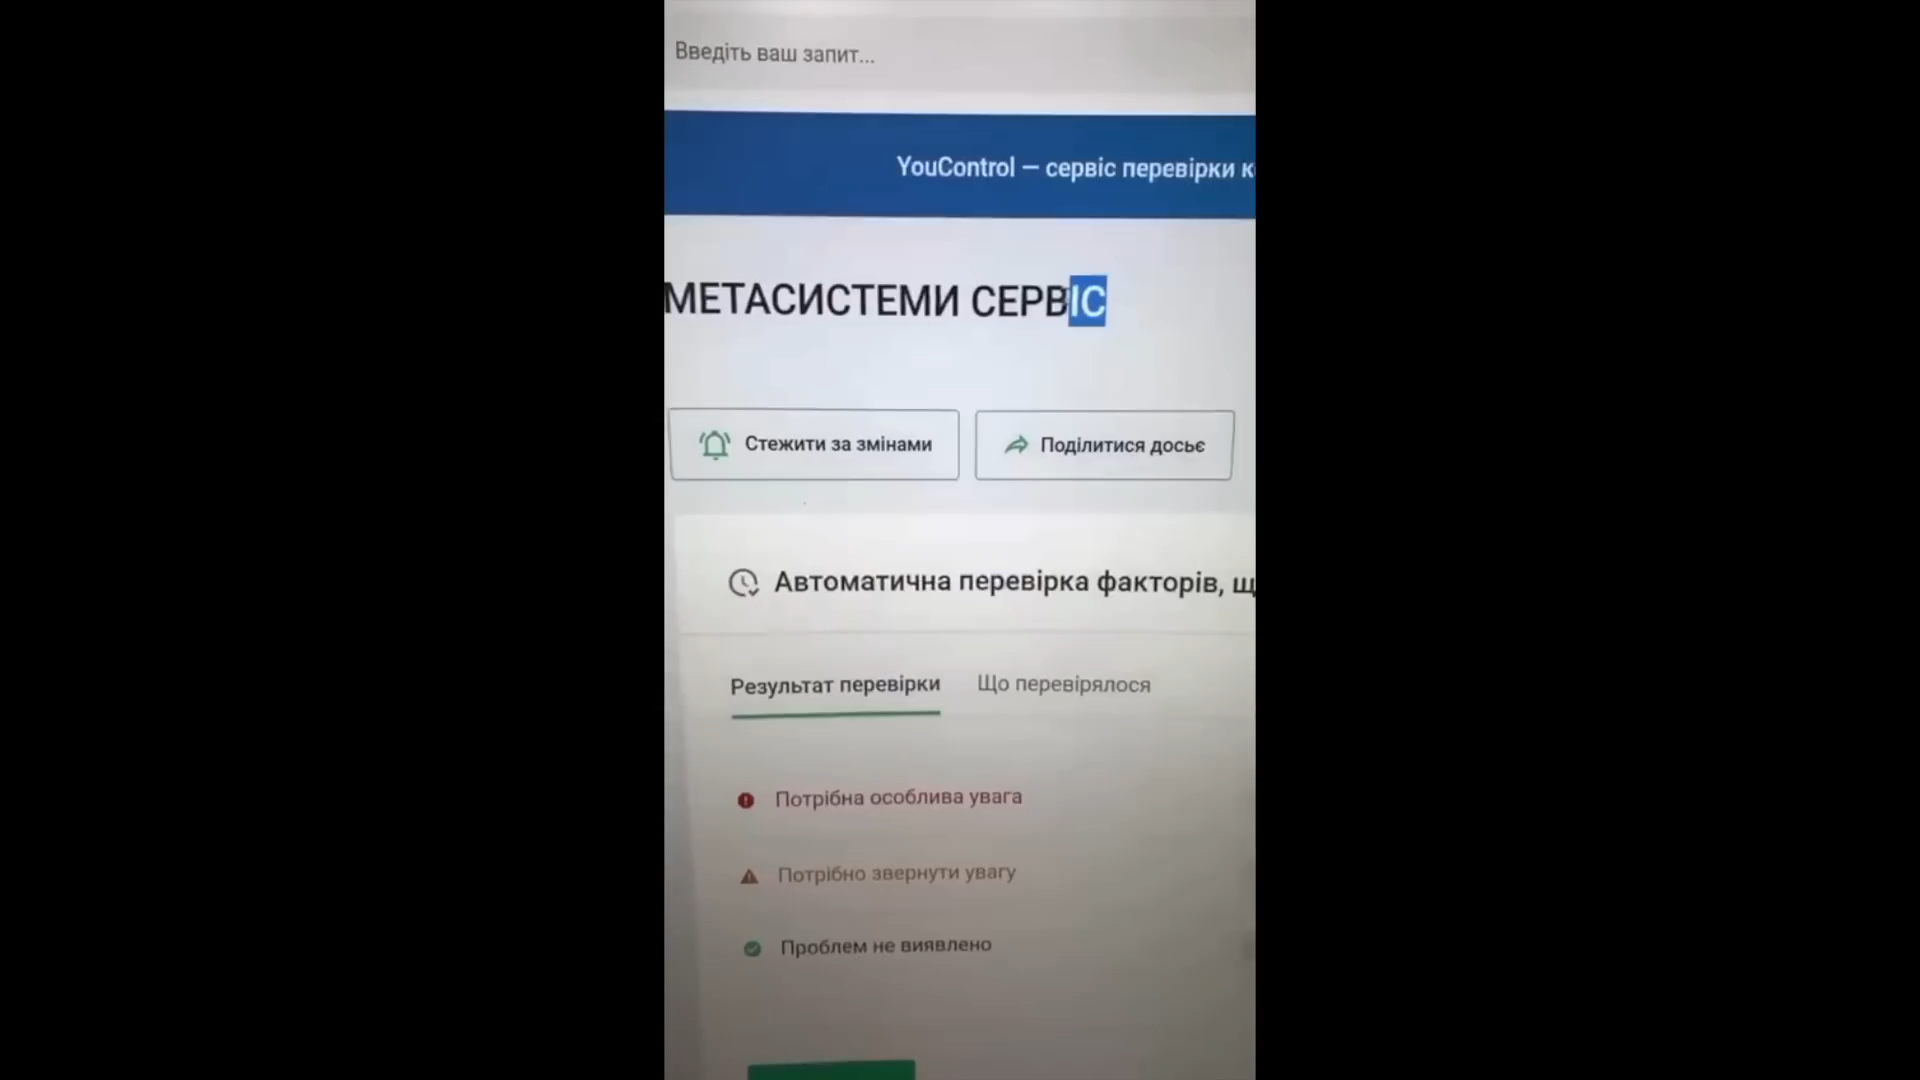 Введіть ваш запит...
YouControl — сервіс перевірки к
МЕТАСИСТЕМИ СЕРВІС
Стежити за змінами
Поділитися досьє
Автоматична перевірка факторів, щ
Результат перевірки
Що перевірялося
Потрібна особлива увага
Потрібно звернути увагу
Проблем не виявлено